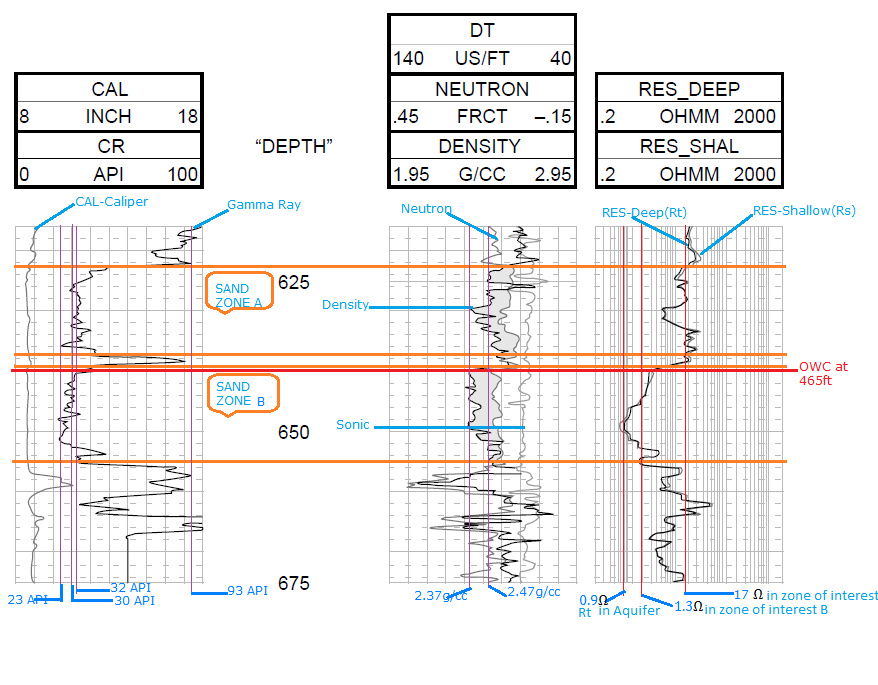 DT
140 US/FT 40
CAL
NEUTRON
RES_DEEP
8 INCH 18
.45 FRCT –.15
.2 OHMM 2000
CR
"DEPTH"
DENSITY
RES_SHAL
0 API 100
1.95 G/CC 2.95
.2 OHMM 2000
CAL-Caliper
Gamma Ray
Neutron
RES-Deep(Rt)
RES-Shallow(Rs)
625
SAND
ZONE A
Density
OWC at
465ft
SAND
ZONE B
Sonic
650
675
23 API
32 API
30 API
93 API
2.37g/cc
2.47g/cc
0.9Ω
Rt in Aquifer
1.3Ω in zone of interest B
17 Ω in zone of interest